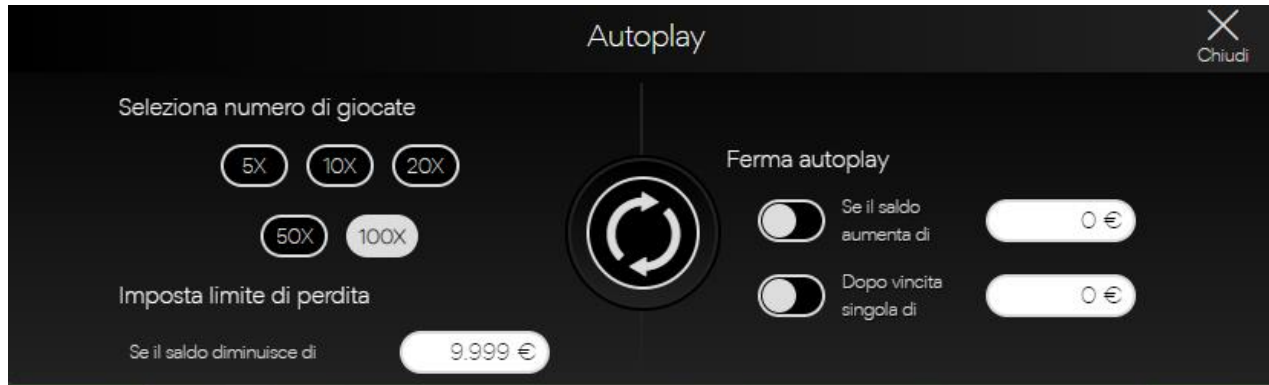 Autoplay
Chiudi
Seleziona numero di giocate
5X 10X 20X
50X 100X
Imposta limite di perdita
Se il saldo diminuisce di 9.999 €
Ferma autoplay
Se il saldo
aumenta di
0 €
Dopo vincita
singola di
0 €